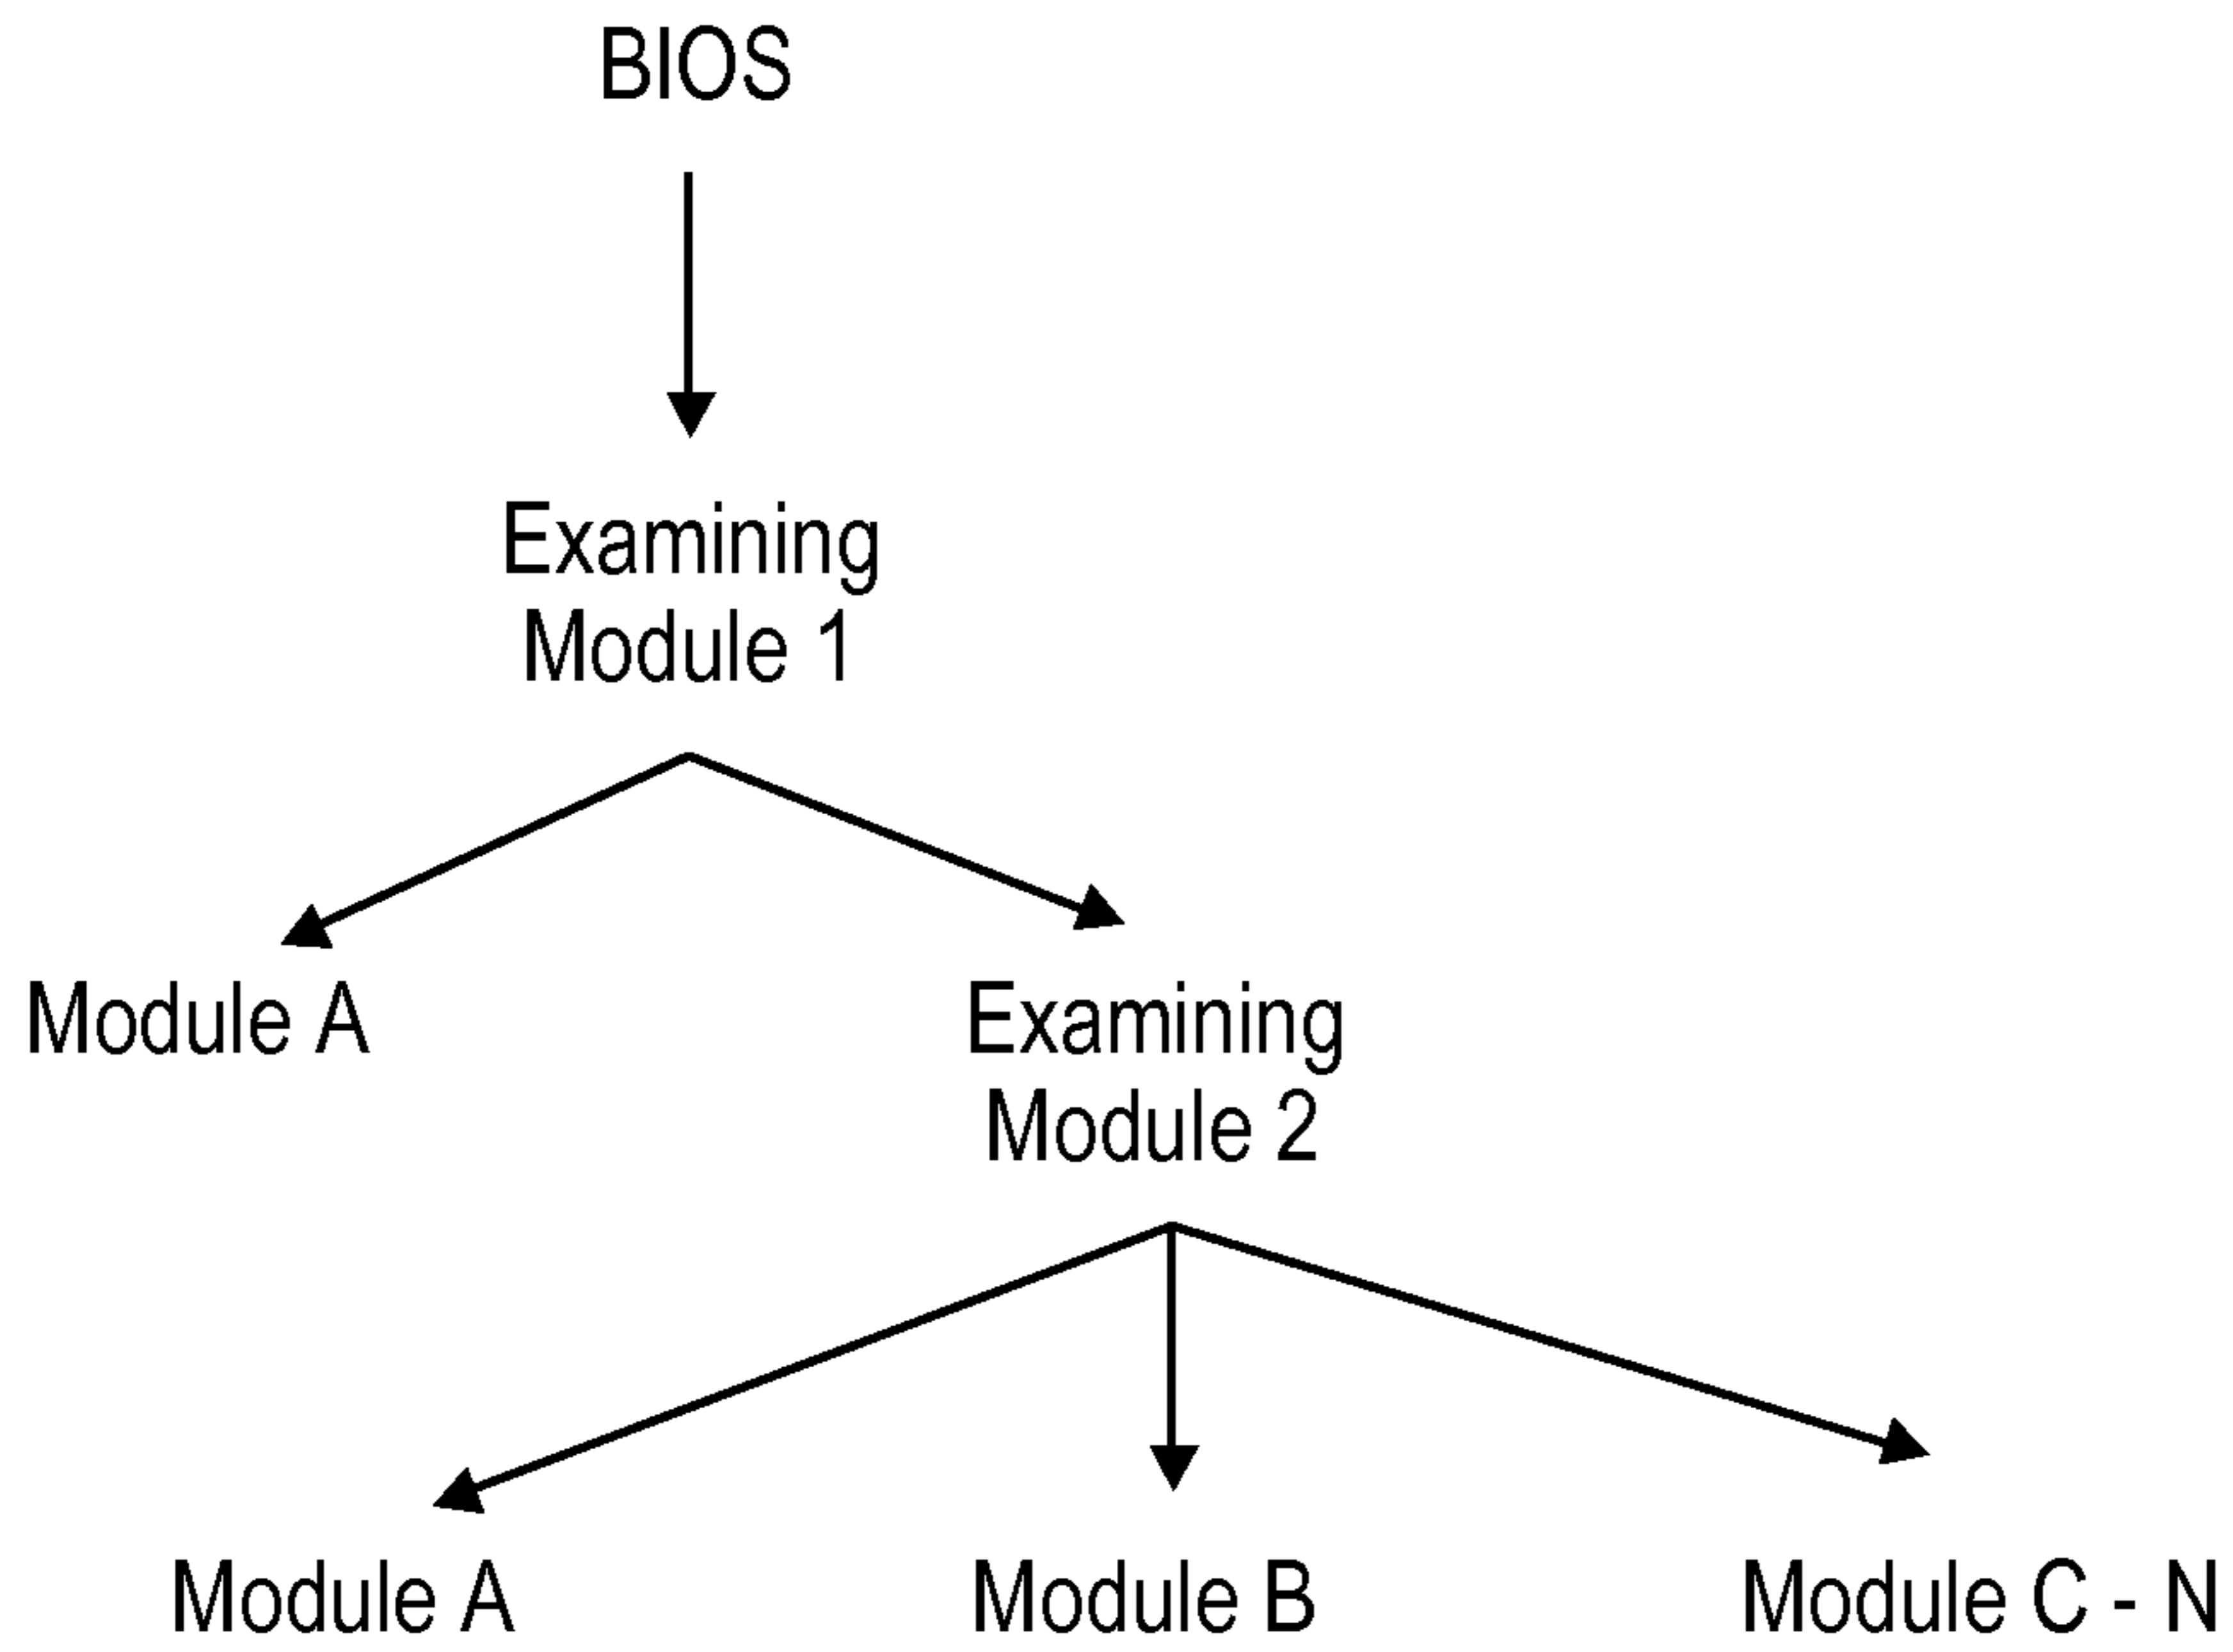 BIOS
Examining
Module 1
Module A
Examining
Module 2
Module A
Module B
Module C - N